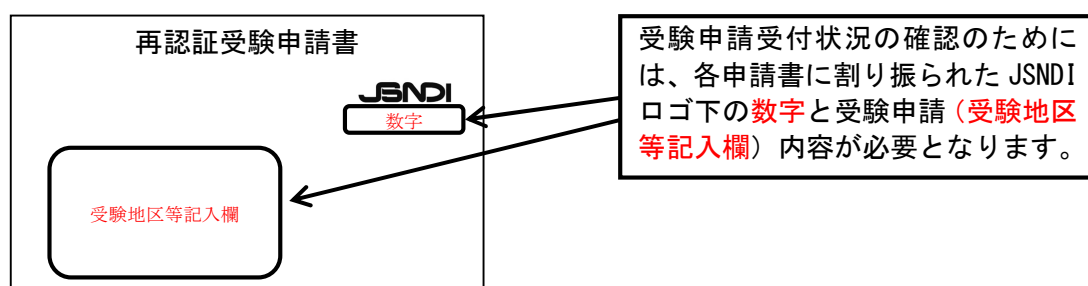 再認証受験申請書
JSNDI
数字
受験地区等記入欄
受験申請受付状況の確認のために
は、各申請書に割り振られた JSNDI
ロゴ下の数字と受験申請（受験地区
等記入欄）内容が必要となります。